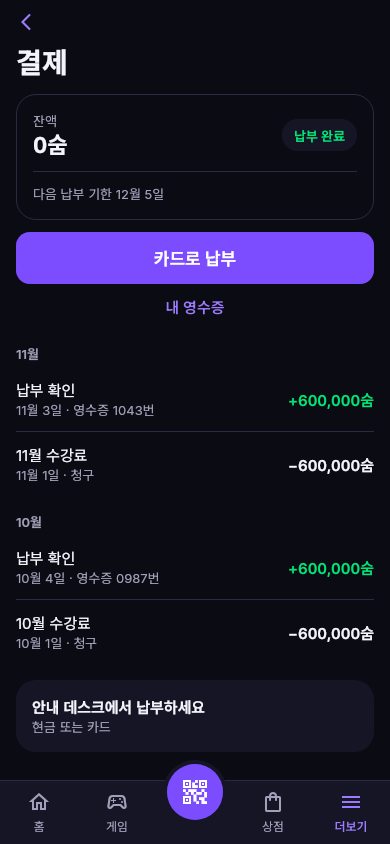 결제
잔액
0숨
납부 완료
다음 납부 기한 12월 5일
카드로 납부
내 영수증
11월
납부 확인
11월 3일 · 영수증 1043번
+600,000숨
11월 수강료
11월 1일 · 청구
−600,000숨
10월
납부 확인
10월 4일 · 영수증 0987번
+600,000숨
10월 수강료
10월 1일 · 청구
−600,000숨
안내 데스크에서 납부하세요
현금 또는 카드
홈
게임
상점
더보기